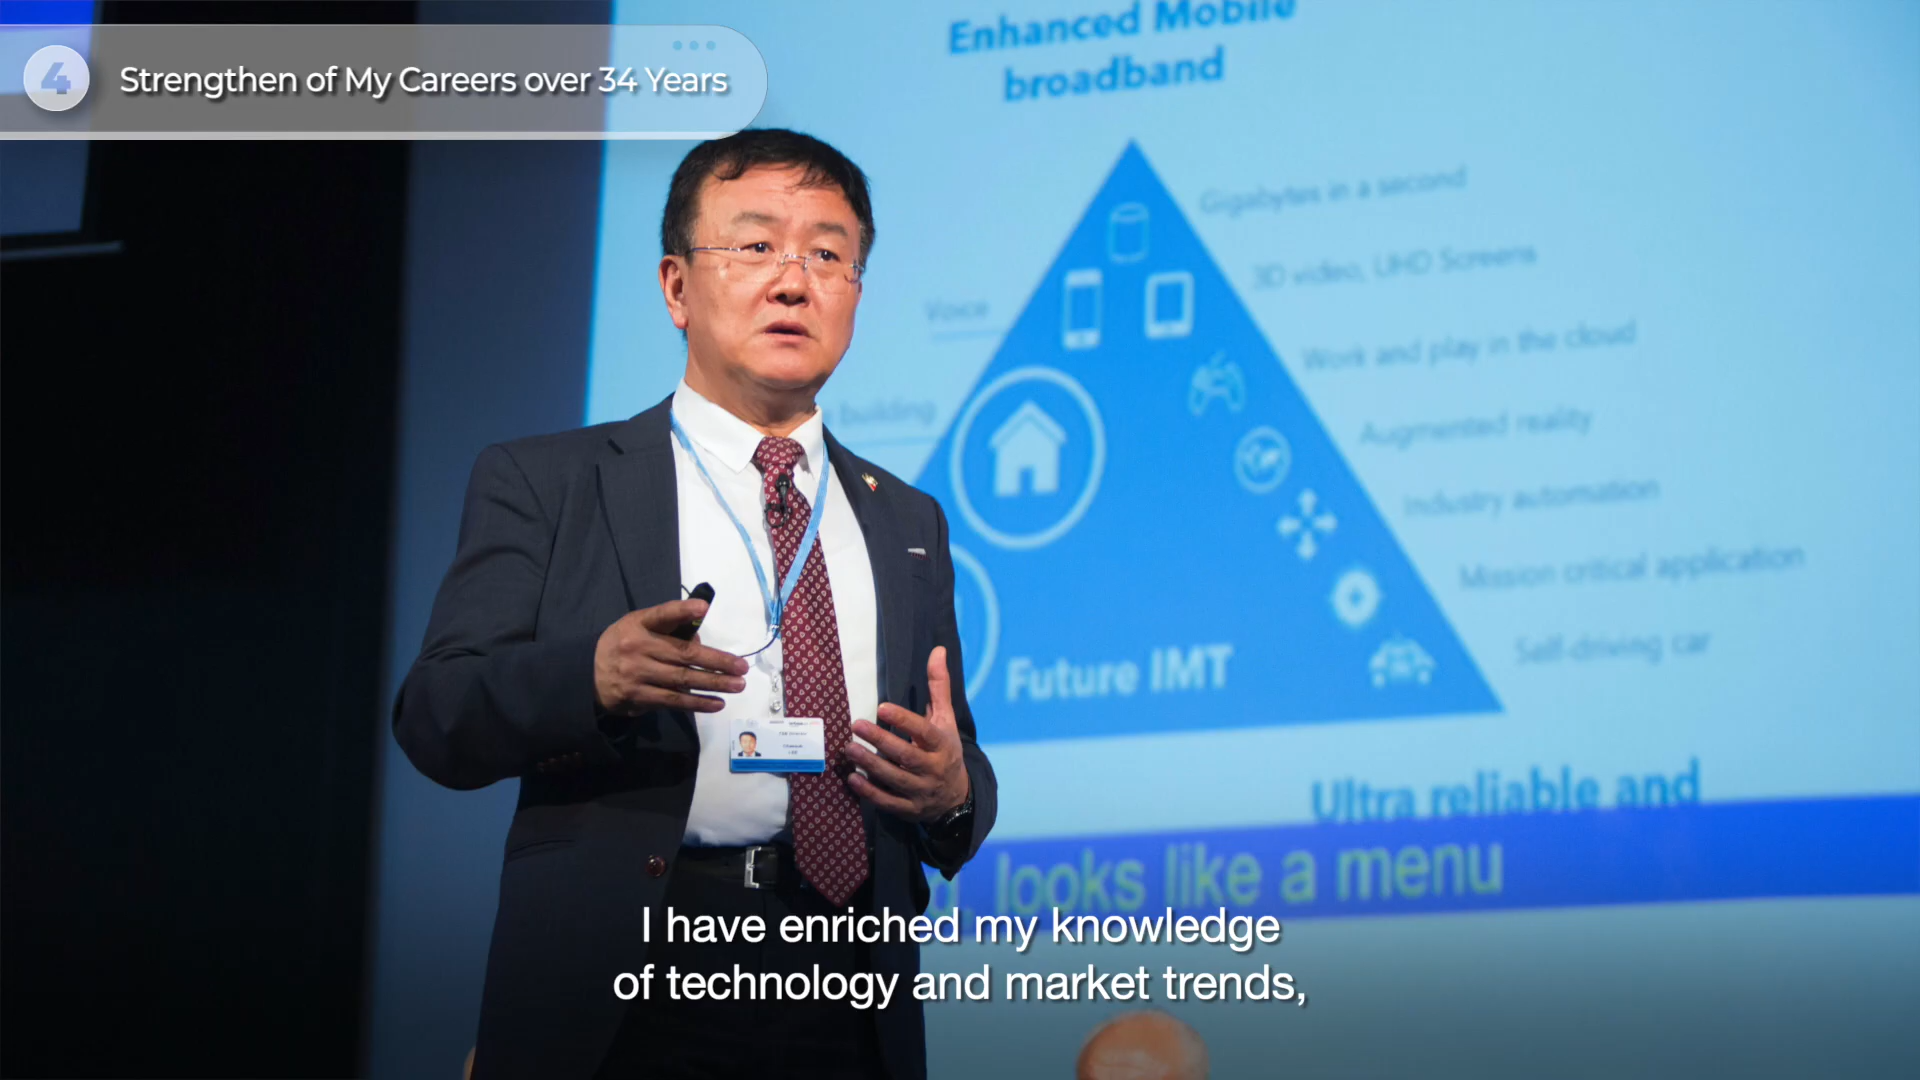 4
Strengthen of My Careers over 34 Years
Enhanced Mobile
broadband
Gigabytes in a second
3D video, UHD Screens
Voice
Work and play in the cloud
building
Augmented reality
Industry automation
Mission critical application
Self-driving car
Future IMT
Ultra reliable and
looks like a menu
I have enriched my knowledge
of technology and market trends,